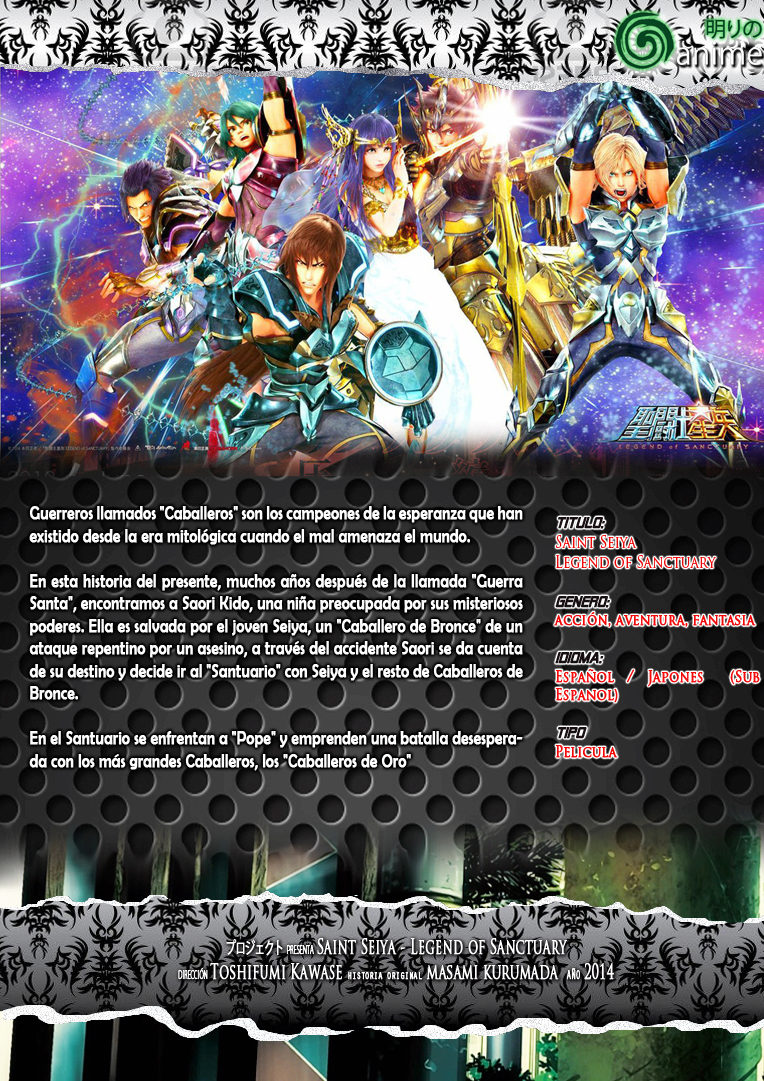 明りの
anime
聖闘士星矢
LEGEND of SANCTUARY
Guerreros llamados "Caballeros" son los campeones de la esperanza que han
existido desde la era mitológica cuando el mal amenaza el mundo.
En esta historia del presente, muchos años después de la llamada "Guerra
Santa", encontramos a Saori Kido, una niña preocupada por sus misteriosos
poderes. Ella es salvada por el joven Seiya, un "Caballero de Bronce" de un
ataque repentino por un asesino, a través del accidente Saori se da cuenta
de su destino y decide ir al "Santuario" con Seiya y el resto de Caballeros de
Bronce.
En el Santuario se enfrentan a "Pope" y emprenden una batalla desespera-
da con los más grandes Caballeros, los "Caballeros de Oro"
TITULO:
SAINT SEIYA
LEGEND OF SANCTUARY
GENERO:
ACCIÓN, AVENTURA, FANTASIA
IDIOMA:
ESPAÑOL / JAPONES (SUB
ESPANOL)
TIPO
PELICULA
プロジェクト PRESENTA SAINT SEIYA - LEGEND OF SANCTUARY
DIRECCIÓN TOSHIFUMI KAWASE HISTORIA ORIGINAL MASAMI KURUMADA AÑO 2014